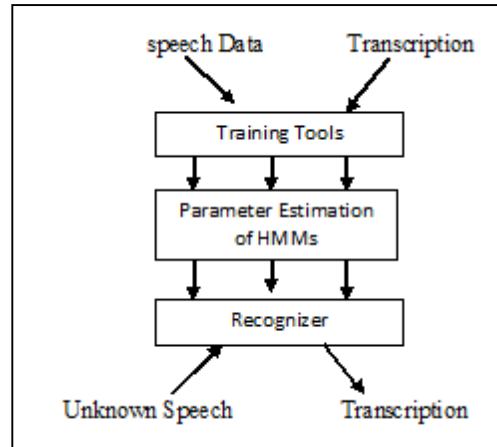 speech Data
Transcription
Training Tools
Parameter Estimation
of HMMs
Recognizer
Unknown Speech
Transcription